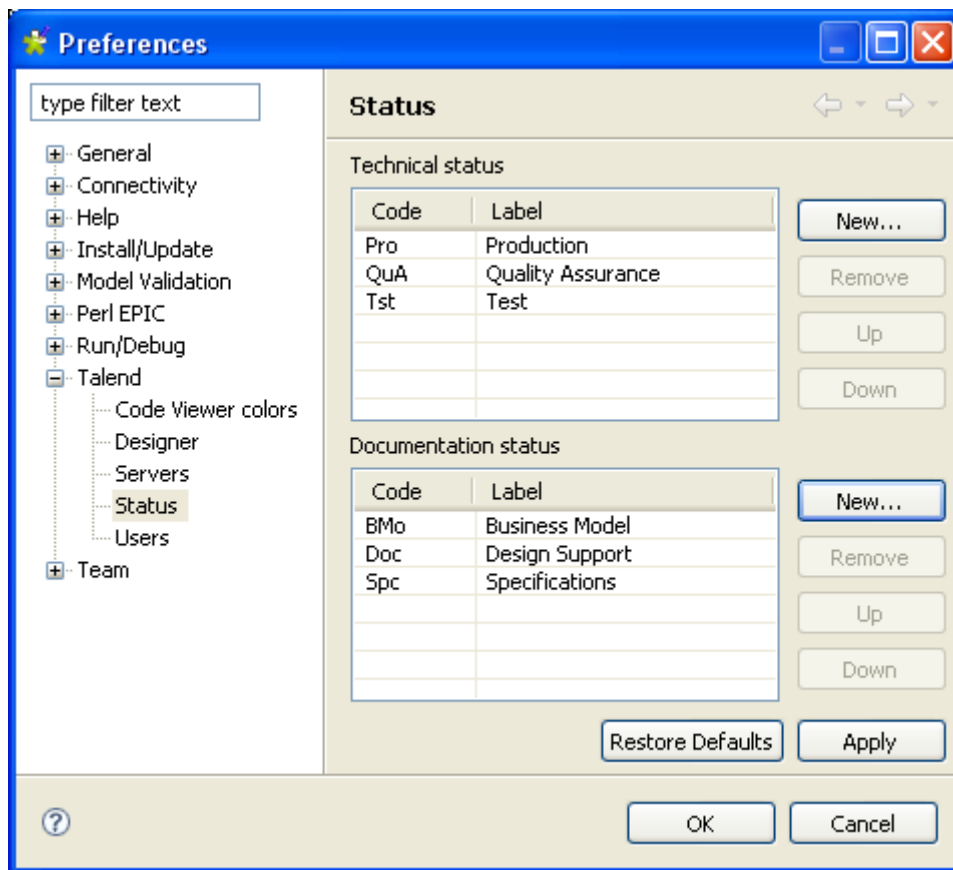 Preferences
type filter text
General
Connectivity
Help
Install/Update
Model Validation
Perl EPIC
Run/Debug
Talend
Code Viewer colors
Designer
Servers
Status
Users
Team
Status
Technical status
Code Label
Pro Production
QuA Quality Assurance
Tst Test
New...
Remove
Up
Down
Documentation status
Code Label
BMo Business Model
Doc Design Support
Spc Specifications
New...
Remove
Up
Down
Restore Defaults Apply
? OK Cancel